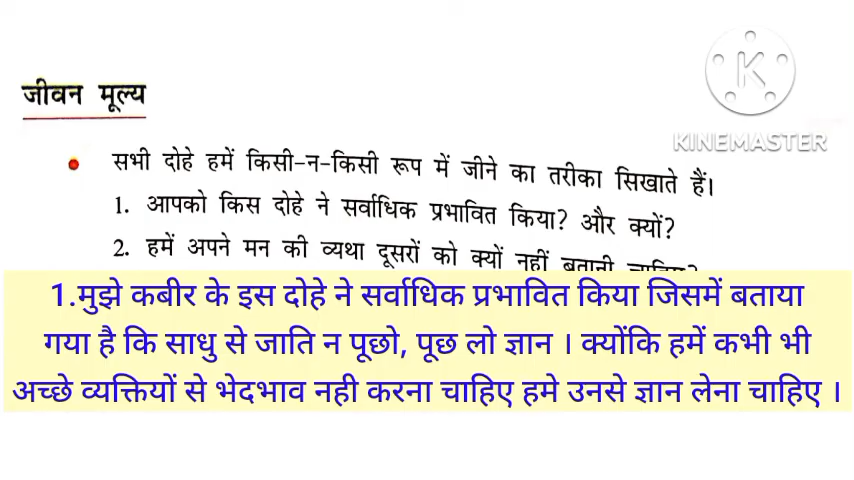 जीवन मूल्य
K
KINEMASTER
सभी दोहे हमें किसी-न-किसी रूप में जीने का तरीका सिखाते हैं।
1. आपको किस दोहे ने सर्वाधिक प्रभावित किया? और क्यों?
2. हमें अपने मन की व्यथा दूसरों को क्यों नहीं बतानी चाहिए?
1.मुझे कबीर के इस दोहे ने सर्वाधिक प्रभावित किया जिसमें बताया
गया है कि साधु से जाति न पूछो, पूछ लो ज्ञान । क्योंकि हमें कभी भी
अच्छे व्यक्तियों से भेदभाव नही करना चाहिए हमे उनसे ज्ञान लेना चाहिए ।